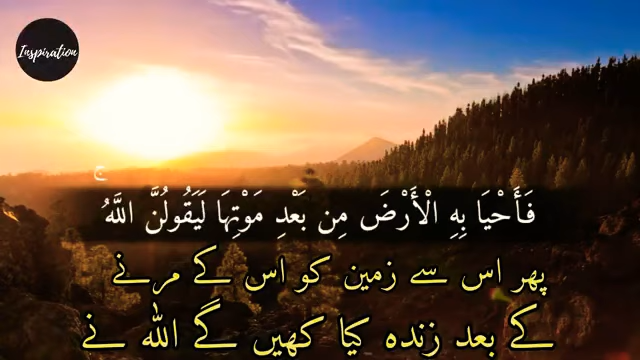 Inspiration
فَأَحْيَا بِهِ الْأَرْضَ مِن بَعْدِ مَوْتِهَا لَيَقُولُنَّ اللَّهُ ۚ
پھر اس سے زمین کو اس کے مرنے
کے بعد زندہ کیا کہیں گے اللہ نے